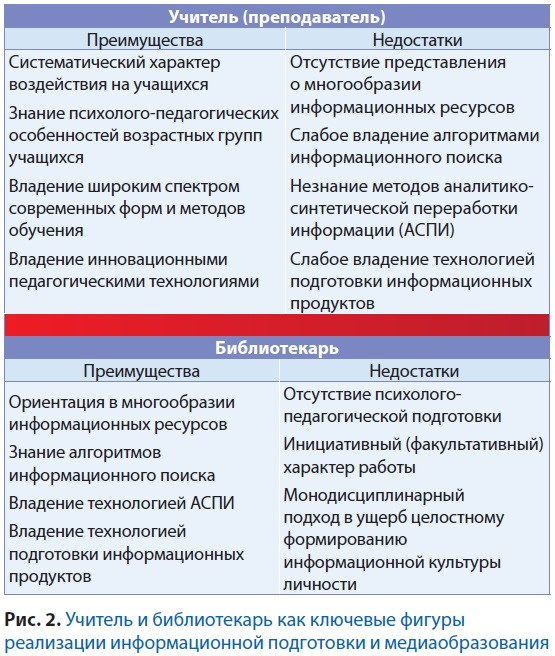 Учитель (преподаватель)
Преимущества
Недостатки
Систематический характер
воздействия на учащихся
Знание психолого-педагогических
особенностей возрастных групп
учащихся
Владение широким спектром
современных форм и методов
обучения
Владение инновационными
педагогическими технологиями
Отсутствие представления
о многообразии
информационных ресурсов
Слабое владение алгоритмами
информационного поиска
Незнание методов аналитико-
синтетической переработки
информации (АСПИ)
Слабое владение технологией
подготовки информационных
продуктов
Библиотекарь
Преимущества
Недостатки
Ориентация в многообразии
информационных ресурсов
Знание алгоритмов
информационного поиска
Владение технологией АСПИ
Владение технологией
подготовки информационных
продуктов
Отсутствие психолого-
педагогической подготовки
Инициативный (факультативный)
характер работы
Монодисциплинарный
подход в ущерб целостному
формированию
информационной культуры
личности
Рис. 2. Учитель и библиотекарь как ключевые фигуры
реализации информационной подготовки и медиаобразования